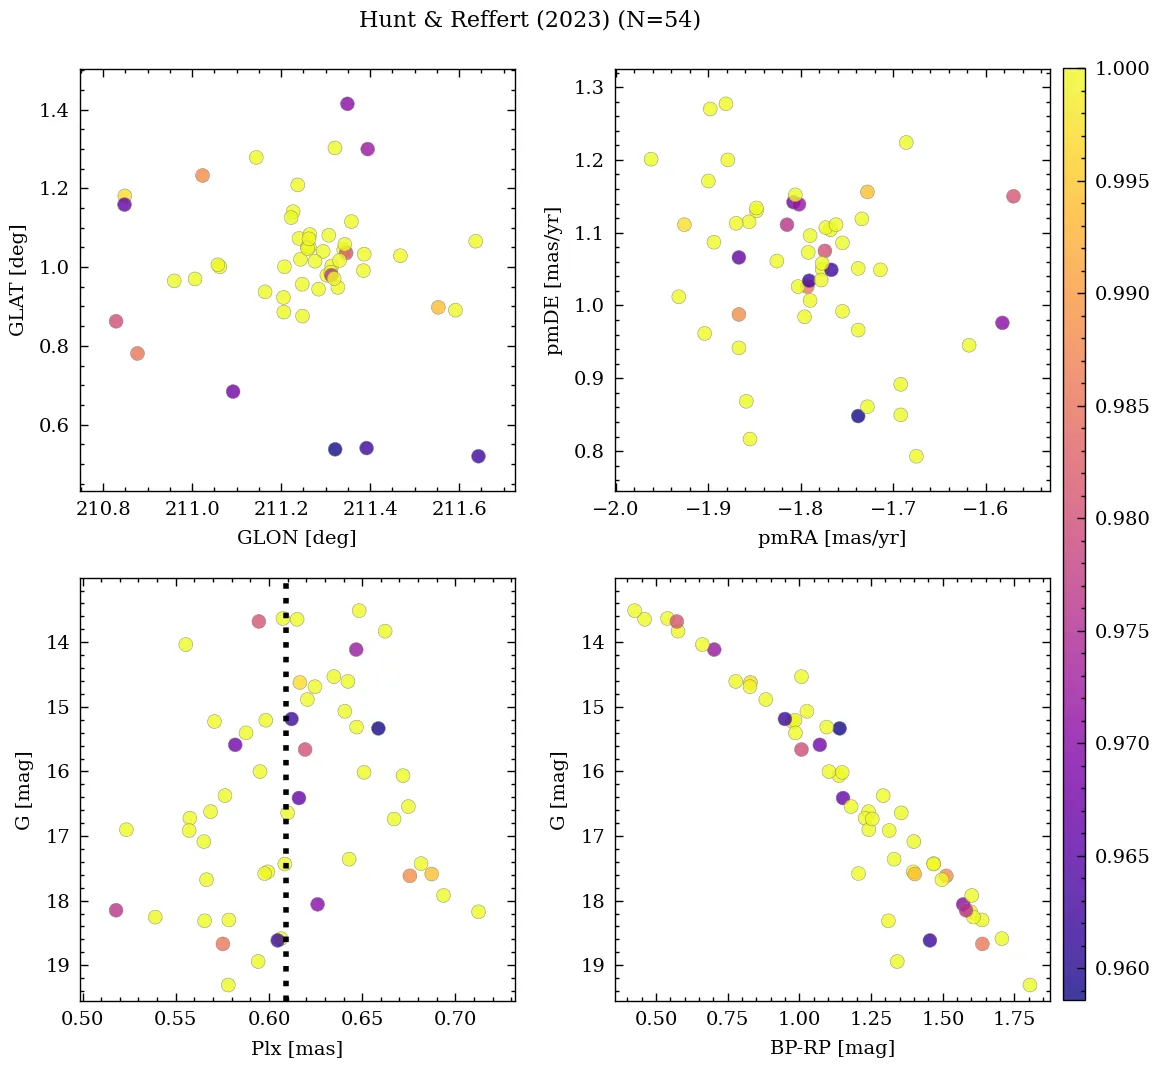 Hunt & Reffert (2023) (N=54)
1.4
1.2
1.0
0.8
0.6
GLAT [deg]
210.8 211.0 211.2 211.4 211.6
GLON [deg]
1.3
1.2
1.1
1.0
0.9
0.8
pmDE [mas/yr]
−2.0 −1.9 −1.8 −1.7 −1.6
pmRA [mas/yr]
14
15
16
17
18
19
G [mag]
0.50 0.55 0.60 0.65 0.70
Plx [mas]
14
15
16
17
18
19
G [mag]
0.50 0.75 1.00 1.25 1.50 1.75
BP-RP [mag]
1.000
0.995
0.990
0.985
0.980
0.975
0.970
0.965
0.960